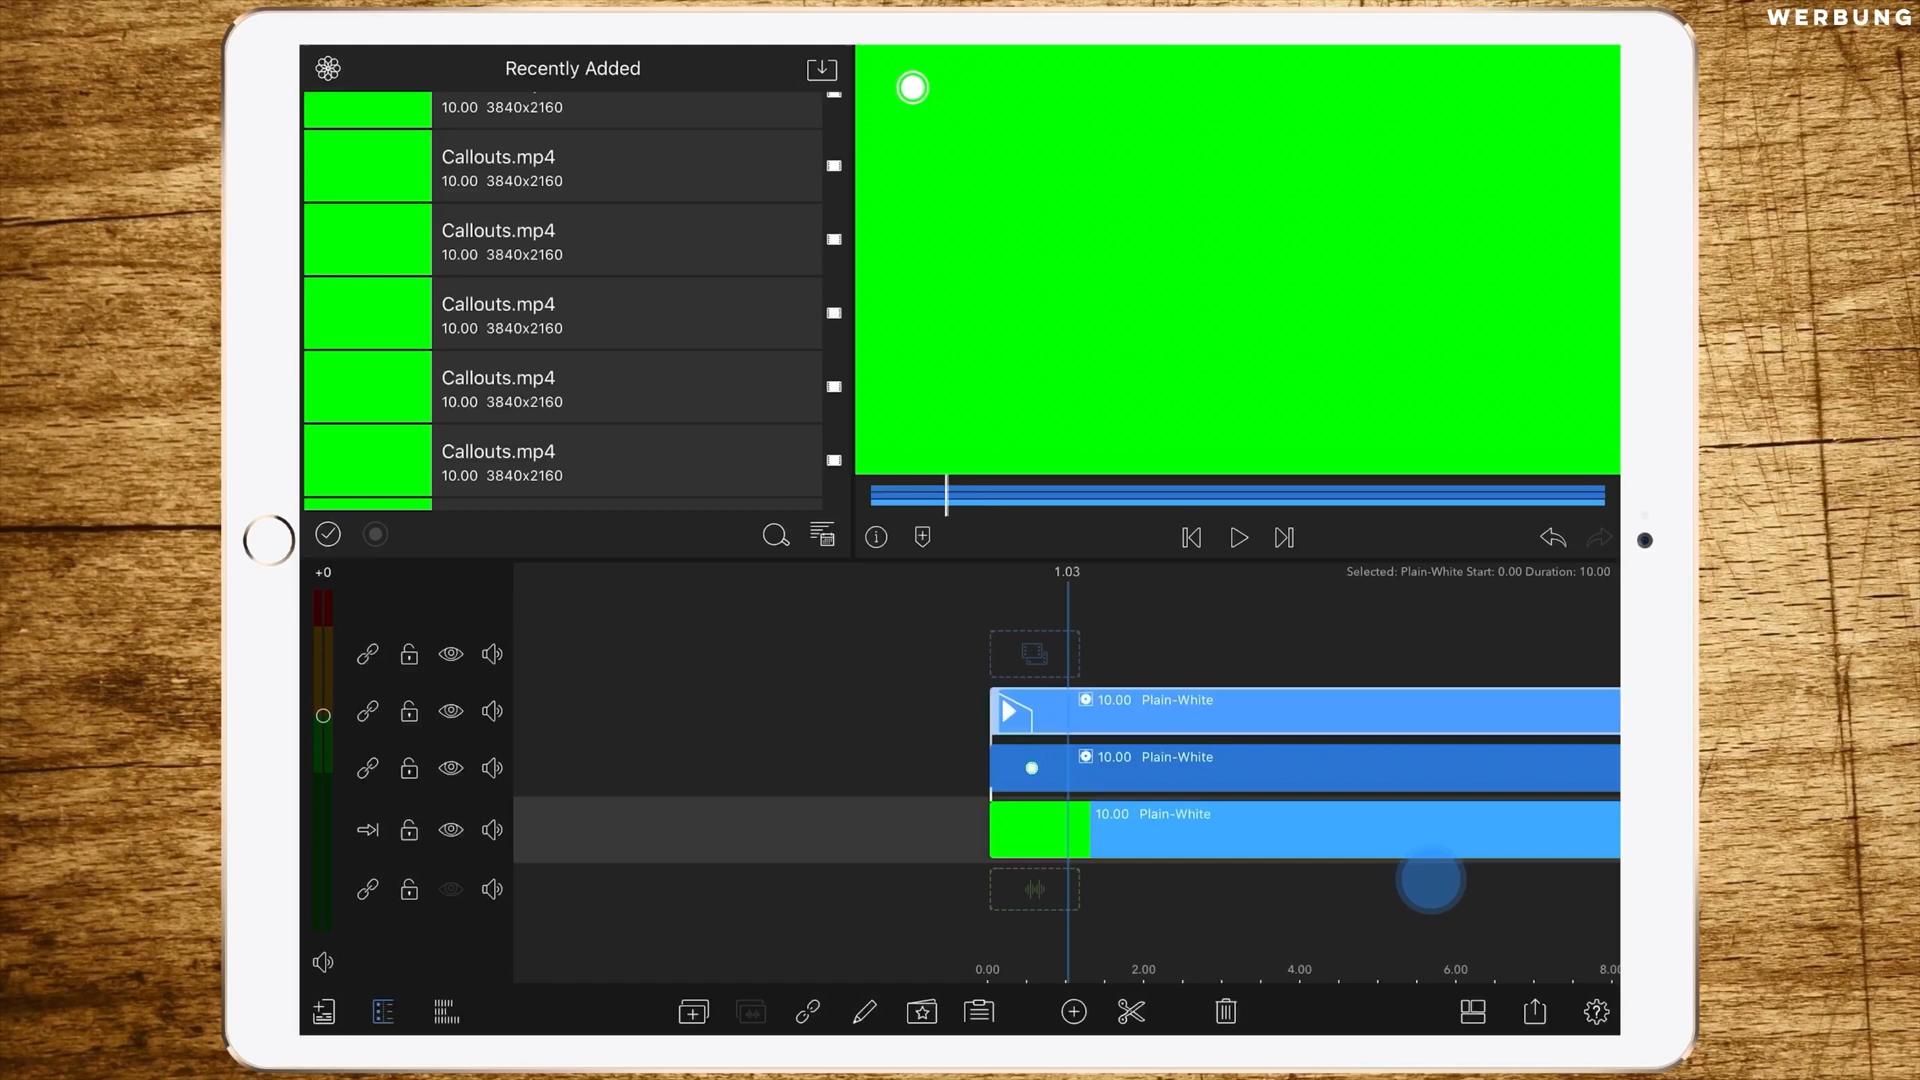 WERBUNG
Recently Added
10.00 3840x2160
Callouts.mp4
10.00 3840x2160
Callouts.mp4
10.00 3840x2160
Callouts.mp4
10.00 3840x2160
Callouts.mp4
10.00 3840x2160
Callouts.mp4
10.00 3840x2160
+0
1.03
Selected: Plain-White Start: 0.00 Duration: 10.00
10.00 Plain-White
10.00 Plain-White
10.00 Plain-White
0.00 2.00 4.00 6.00 8.00